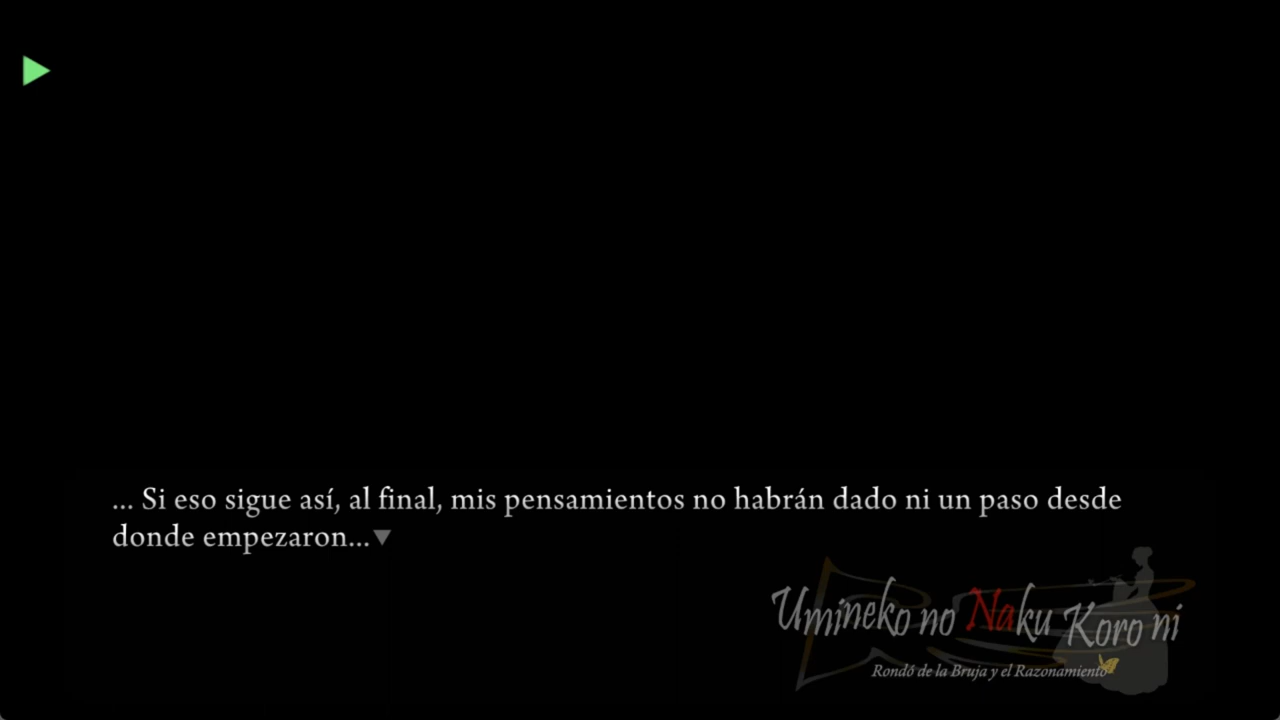 ... Si eso sigue así, al final, mis pensamientos no habrán dado ni un paso desde
donde empezaron...
Umineko no Naku Koro ni
Rondó de la Bruja y el Razonamiento